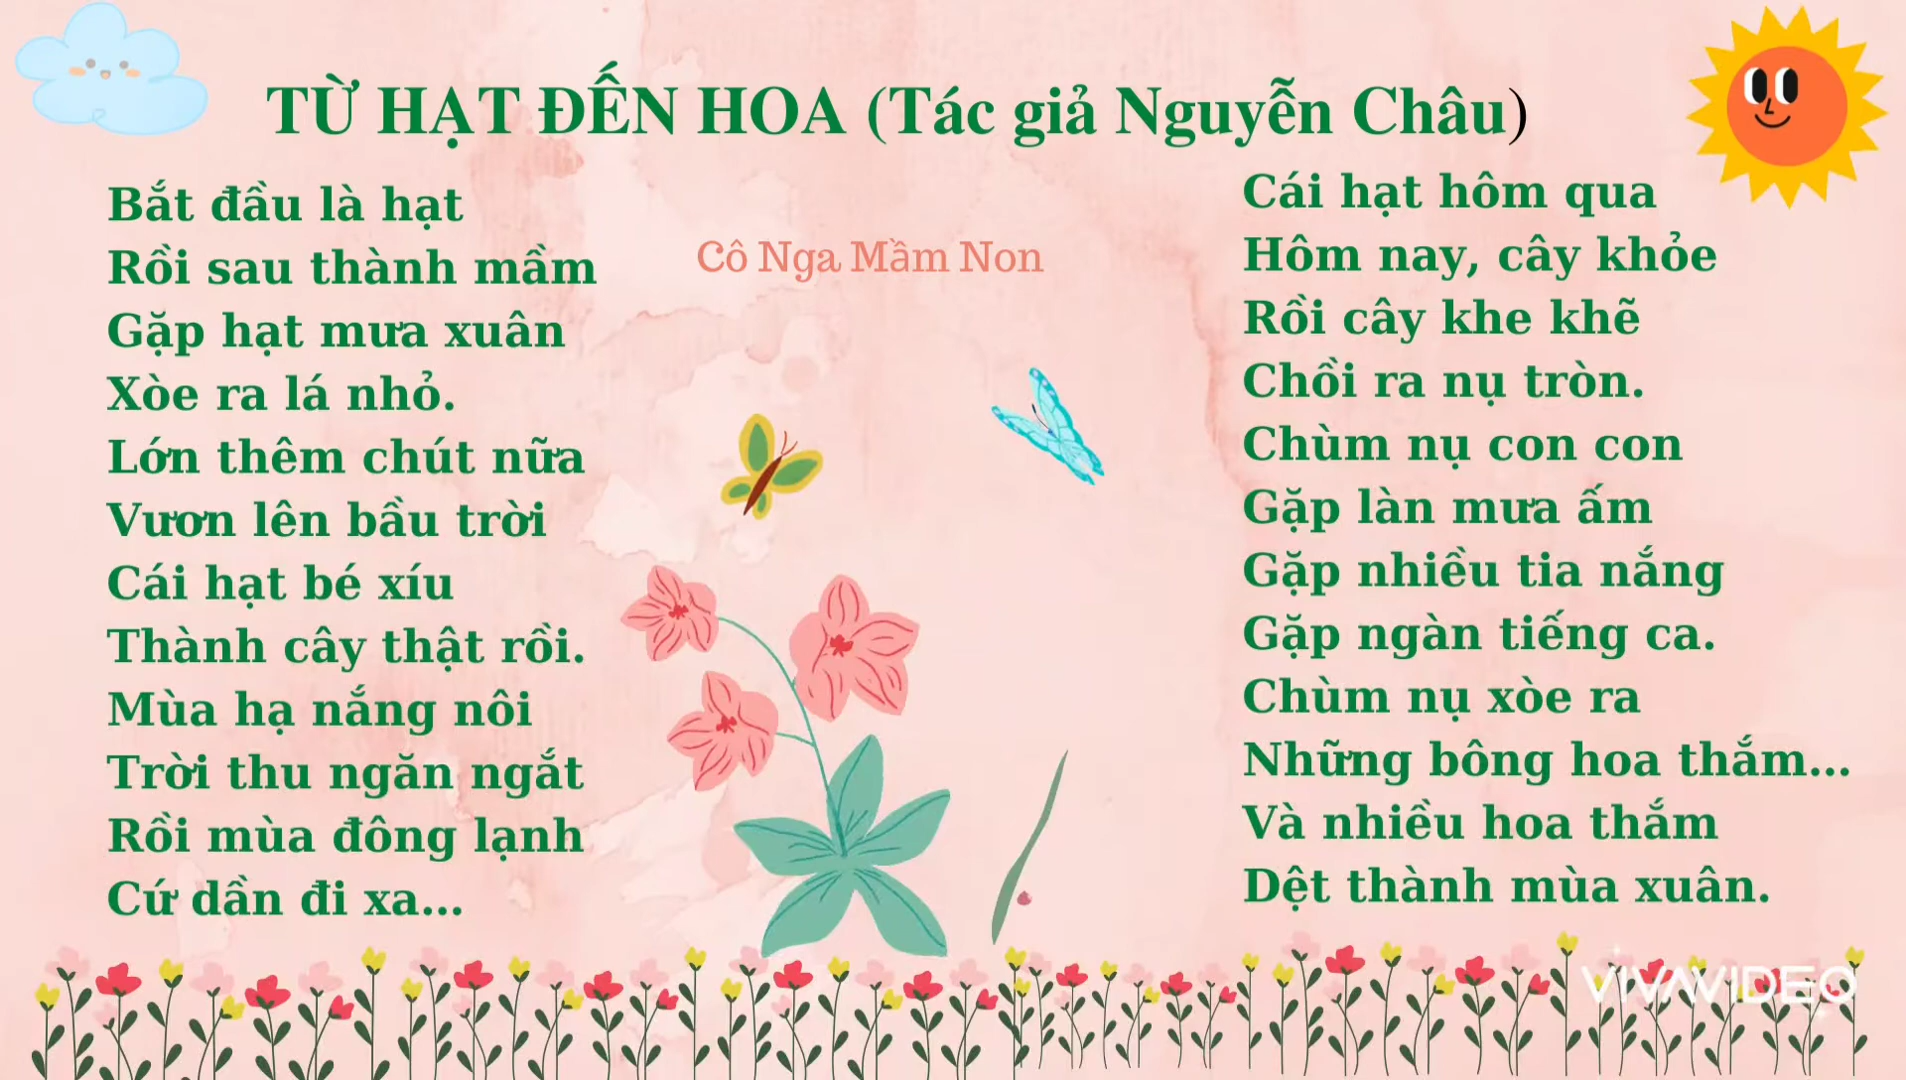 TỪ HẠT ĐẾN HOA (Tác giả Nguyễn Châu)
Bắt đầu là hạt
Rồi sau thành mầm
Gặp hạt mưa xuân
Xòe ra lá nhỏ.
Lớn thêm chút nữa
Vươn lên bầu trời
Cái hạt bé xíu
Thành cây thật rồi.
Mùa hạ nắng nôi
Trời thu ngăn ngắt
Rồi mùa đông lạnh
Cứ dần đi xa...
Cô Nga Mầm Non
Cái hạt hôm qua
Hôm nay, cây khỏe
Rồi cây khe khẽ
Chồi ra nụ tròn.
Chùm nụ con con
Gặp làn mưa ấm
Gặp nhiều tia nắng
Gặp ngàn tiếng ca.
Chùm nụ xòe ra
Những bông hoa thắm...
Và nhiều hoa thắm
Dệt thành mùa xuân.
VIVAVIDEO